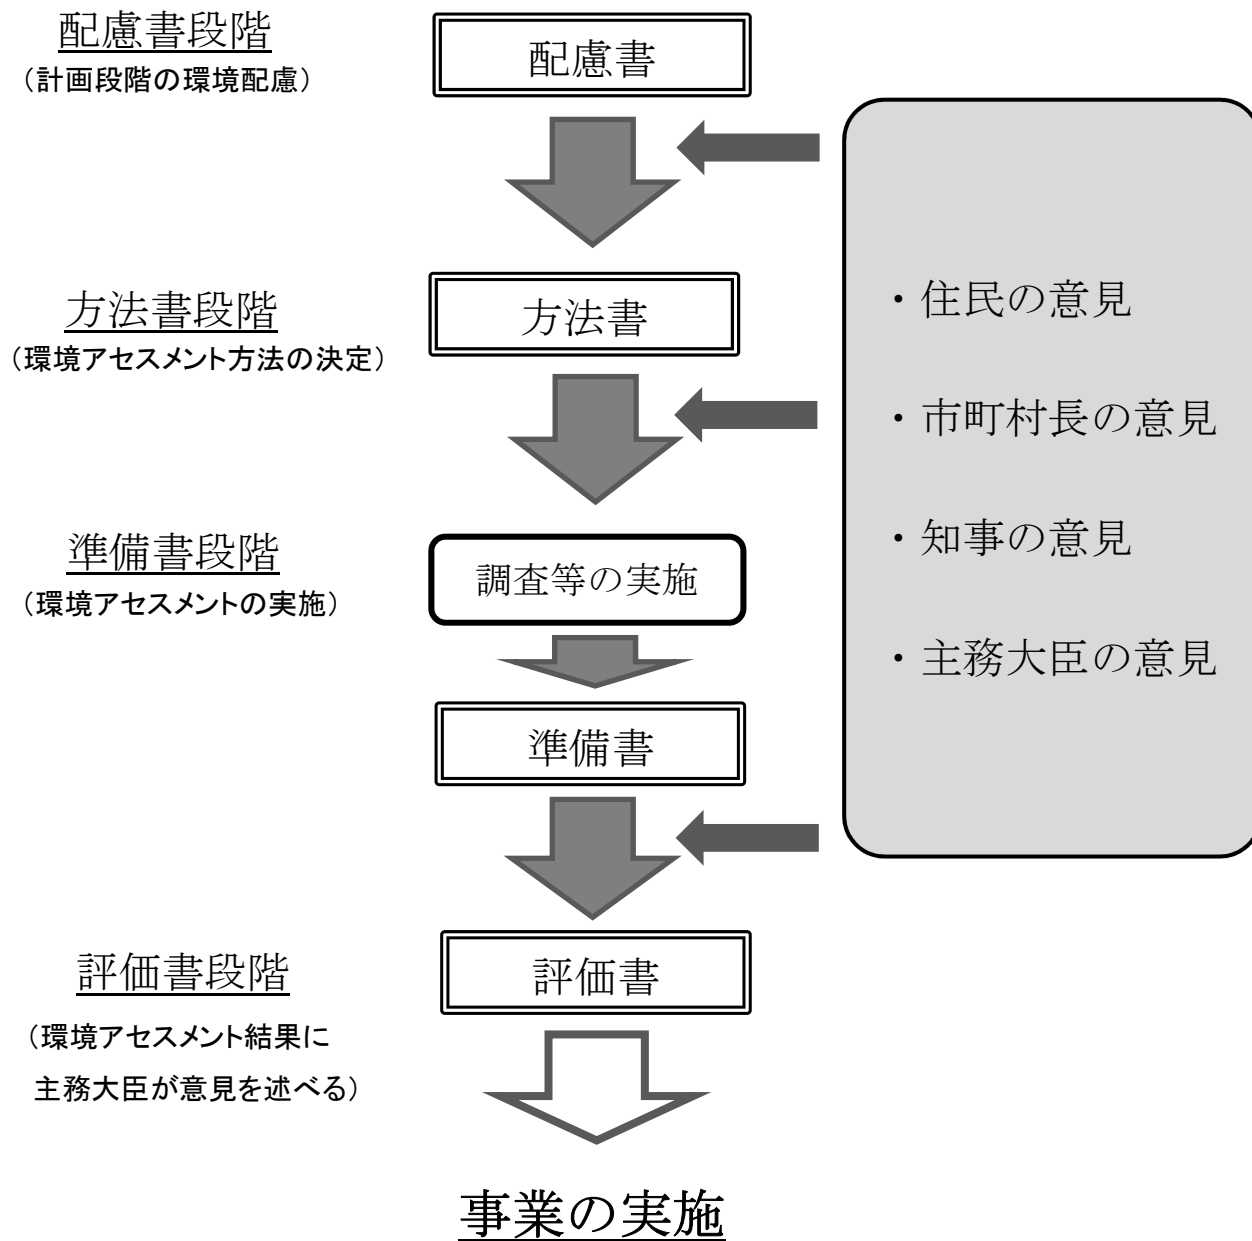 配慮書段階
（計画段階の環境配慮）
配慮書
方法書段階
（環境アセスメント方法の決定）
方法書
準備書段階
（環境アセスメントの実施）
調査等の実施
準備書
評価書段階
（環境アセスメント結果に
主務大臣が意見を述べる）
評価書
事業の実施
・住民の意見
・市町村長の意見
・知事の意見
・主務大臣の意見